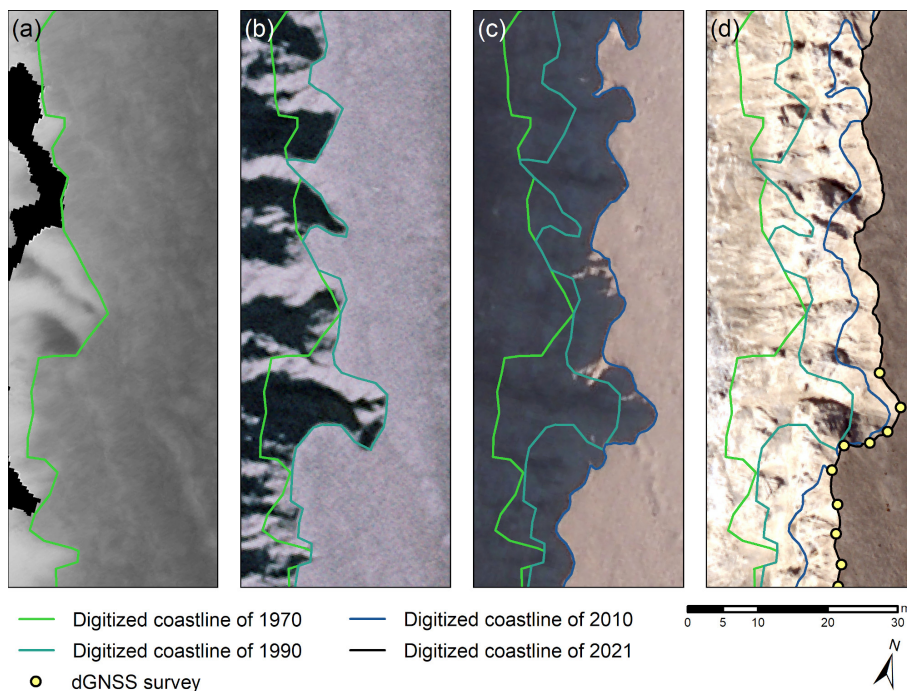 (a) (b) (c) (d)
Digitized coastline of 1970 Digitized coastline of 2010
Digitized coastline of 1990 Digitized coastline of 2021
dGNSS survey
m
0 5 10 20 30
N